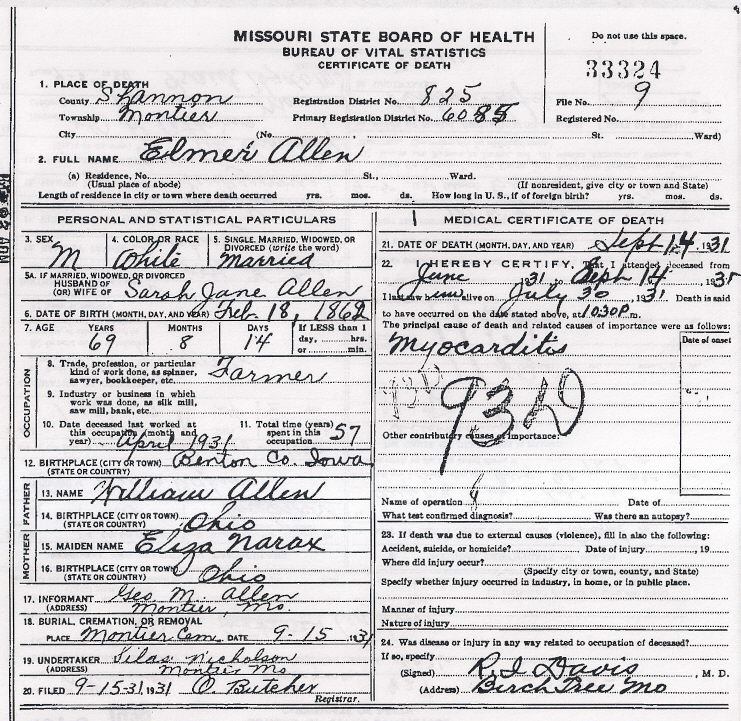 MISSOURI STATE BOARD OF HEALTH
BUREAU OF VITAL STATISTICS
CERTIFICATE OF DEATH
Do not use this space.
33324
1. PLACE OF DEATH
County Shannon Registration District No. 825 File No. 9
Township Montier Primary Registration District No. 6085 Registered No.
City (No. St. Ward)
2. FULL NAME Elmer Allen
(a) Residence, No. St., Ward.
(Usual place of abode) (If nonresident, give city or town and State)
Length of residence in city or town where death occurred yrs. mos. ds. How long in U. S., if of foreign birth? yrs. mos. ds.
PERSONAL AND STATISTICAL PARTICULARS
3. SEX 4. COLOR OR RACE 5. SINGLE, MARRIED, WIDOWED, OR DIVORCED (write the word)
M White Married
5A. IF MARRIED, WIDOWED, OR DIVORCED
HUSBAND OF
(OR) WIFE OF Sarah Jane Allen
6. DATE OF BIRTH (MONTH, DAY, AND YEAR) Feb. 18, 1862
7. AGE YEARS MONTHS DAYS If LESS than 1 day, hrs. or min.
69 8 14
OCCUPATION
8. Trade, profession, or particular kind of work done, as spinner, sawyer, bookkeeper, etc. Farmer
9. Industry or business in which work was done, as silk mill, saw mill, bank, etc.
10. Date deceased last worked at this occupation (month and year) April 1931
11. Total time (years) spent in this occupation 57
12. BIRTHPLACE (CITY OR TOWN) Benton Co. Iowa
(STATE OR COUNTRY)
FATHER
13. NAME William Allen
14. BIRTHPLACE (CITY OR TOWN) Ohio
(STATE OR COUNTRY)
MOTHER
15. MAIDEN NAME Eliza Narax
16. BIRTHPLACE (CITY OR TOWN) Ohio
(STATE OR COUNTRY)
17. INFORMANT Geo M. Allen
(ADDRESS) Montier, Mo.
18. BURIAL, CREMATION, OR REMOVAL
PLACE Montier Cem. DATE 9-15 1931
19. UNDERTAKER Silas Nicholson
(ADDRESS) Montier Mo
20. FILED 9-15-31, 1931 O. Butcher
Registrar.
MEDICAL CERTIFICATE OF DEATH
21. DATE OF DEATH (MONTH, DAY, AND YEAR) Sept 14, 1931
22. I HEREBY CERTIFY, That I attended deceased from
June, 1931, Sept 14, 193
I last saw him alive on July 30, 1931 Death is said
to have occurred on the date stated above, at 10:30 P. m.
The principal cause of death and related causes of importance were as follows:
Date of onset
Myocarditis
Other contributory causes of importance:
Name of operation Date of
What test confirmed diagnosis? Was there an autopsy?
23. If death was due to external causes (violence), fill in also the following:
Accident, suicide, or homicide? Date of injury , 19
Where did injury occur?
(Specify city or town, county, and State)
Specify whether injury occurred in industry, in home, or in public place.
Manner of injury
Nature of injury
24. Was disease or injury in any way related to occupation of deceased?
If so, specify
(Signed) R. I. Davis, M. D.
(Address) Birch Tree Mo